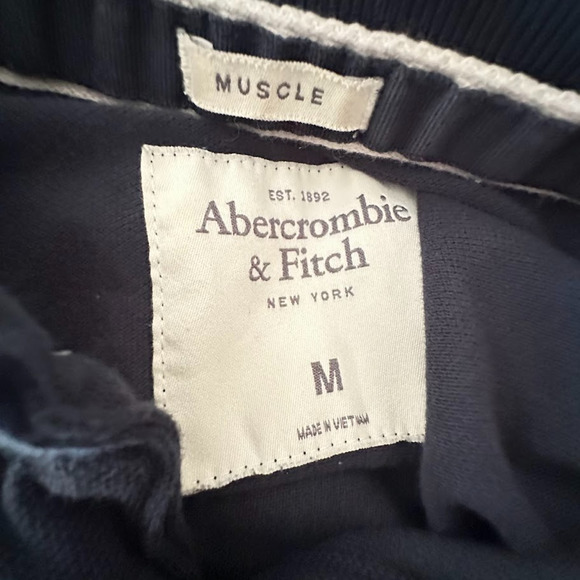 MUSCLE
EST. 1892
Abercrombie
& Fitch
NEW YORK
M
MADE IN VIETNAM